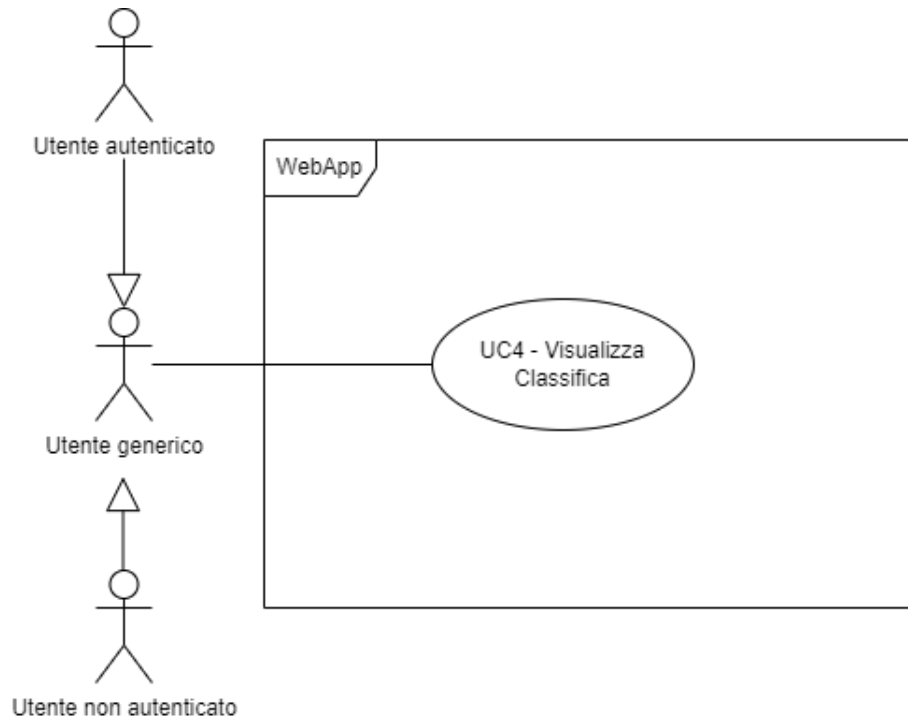 Utente autenticato
WebApp
UC4 - Visualizza
Classifica
Utente generico
Utente non autenticato